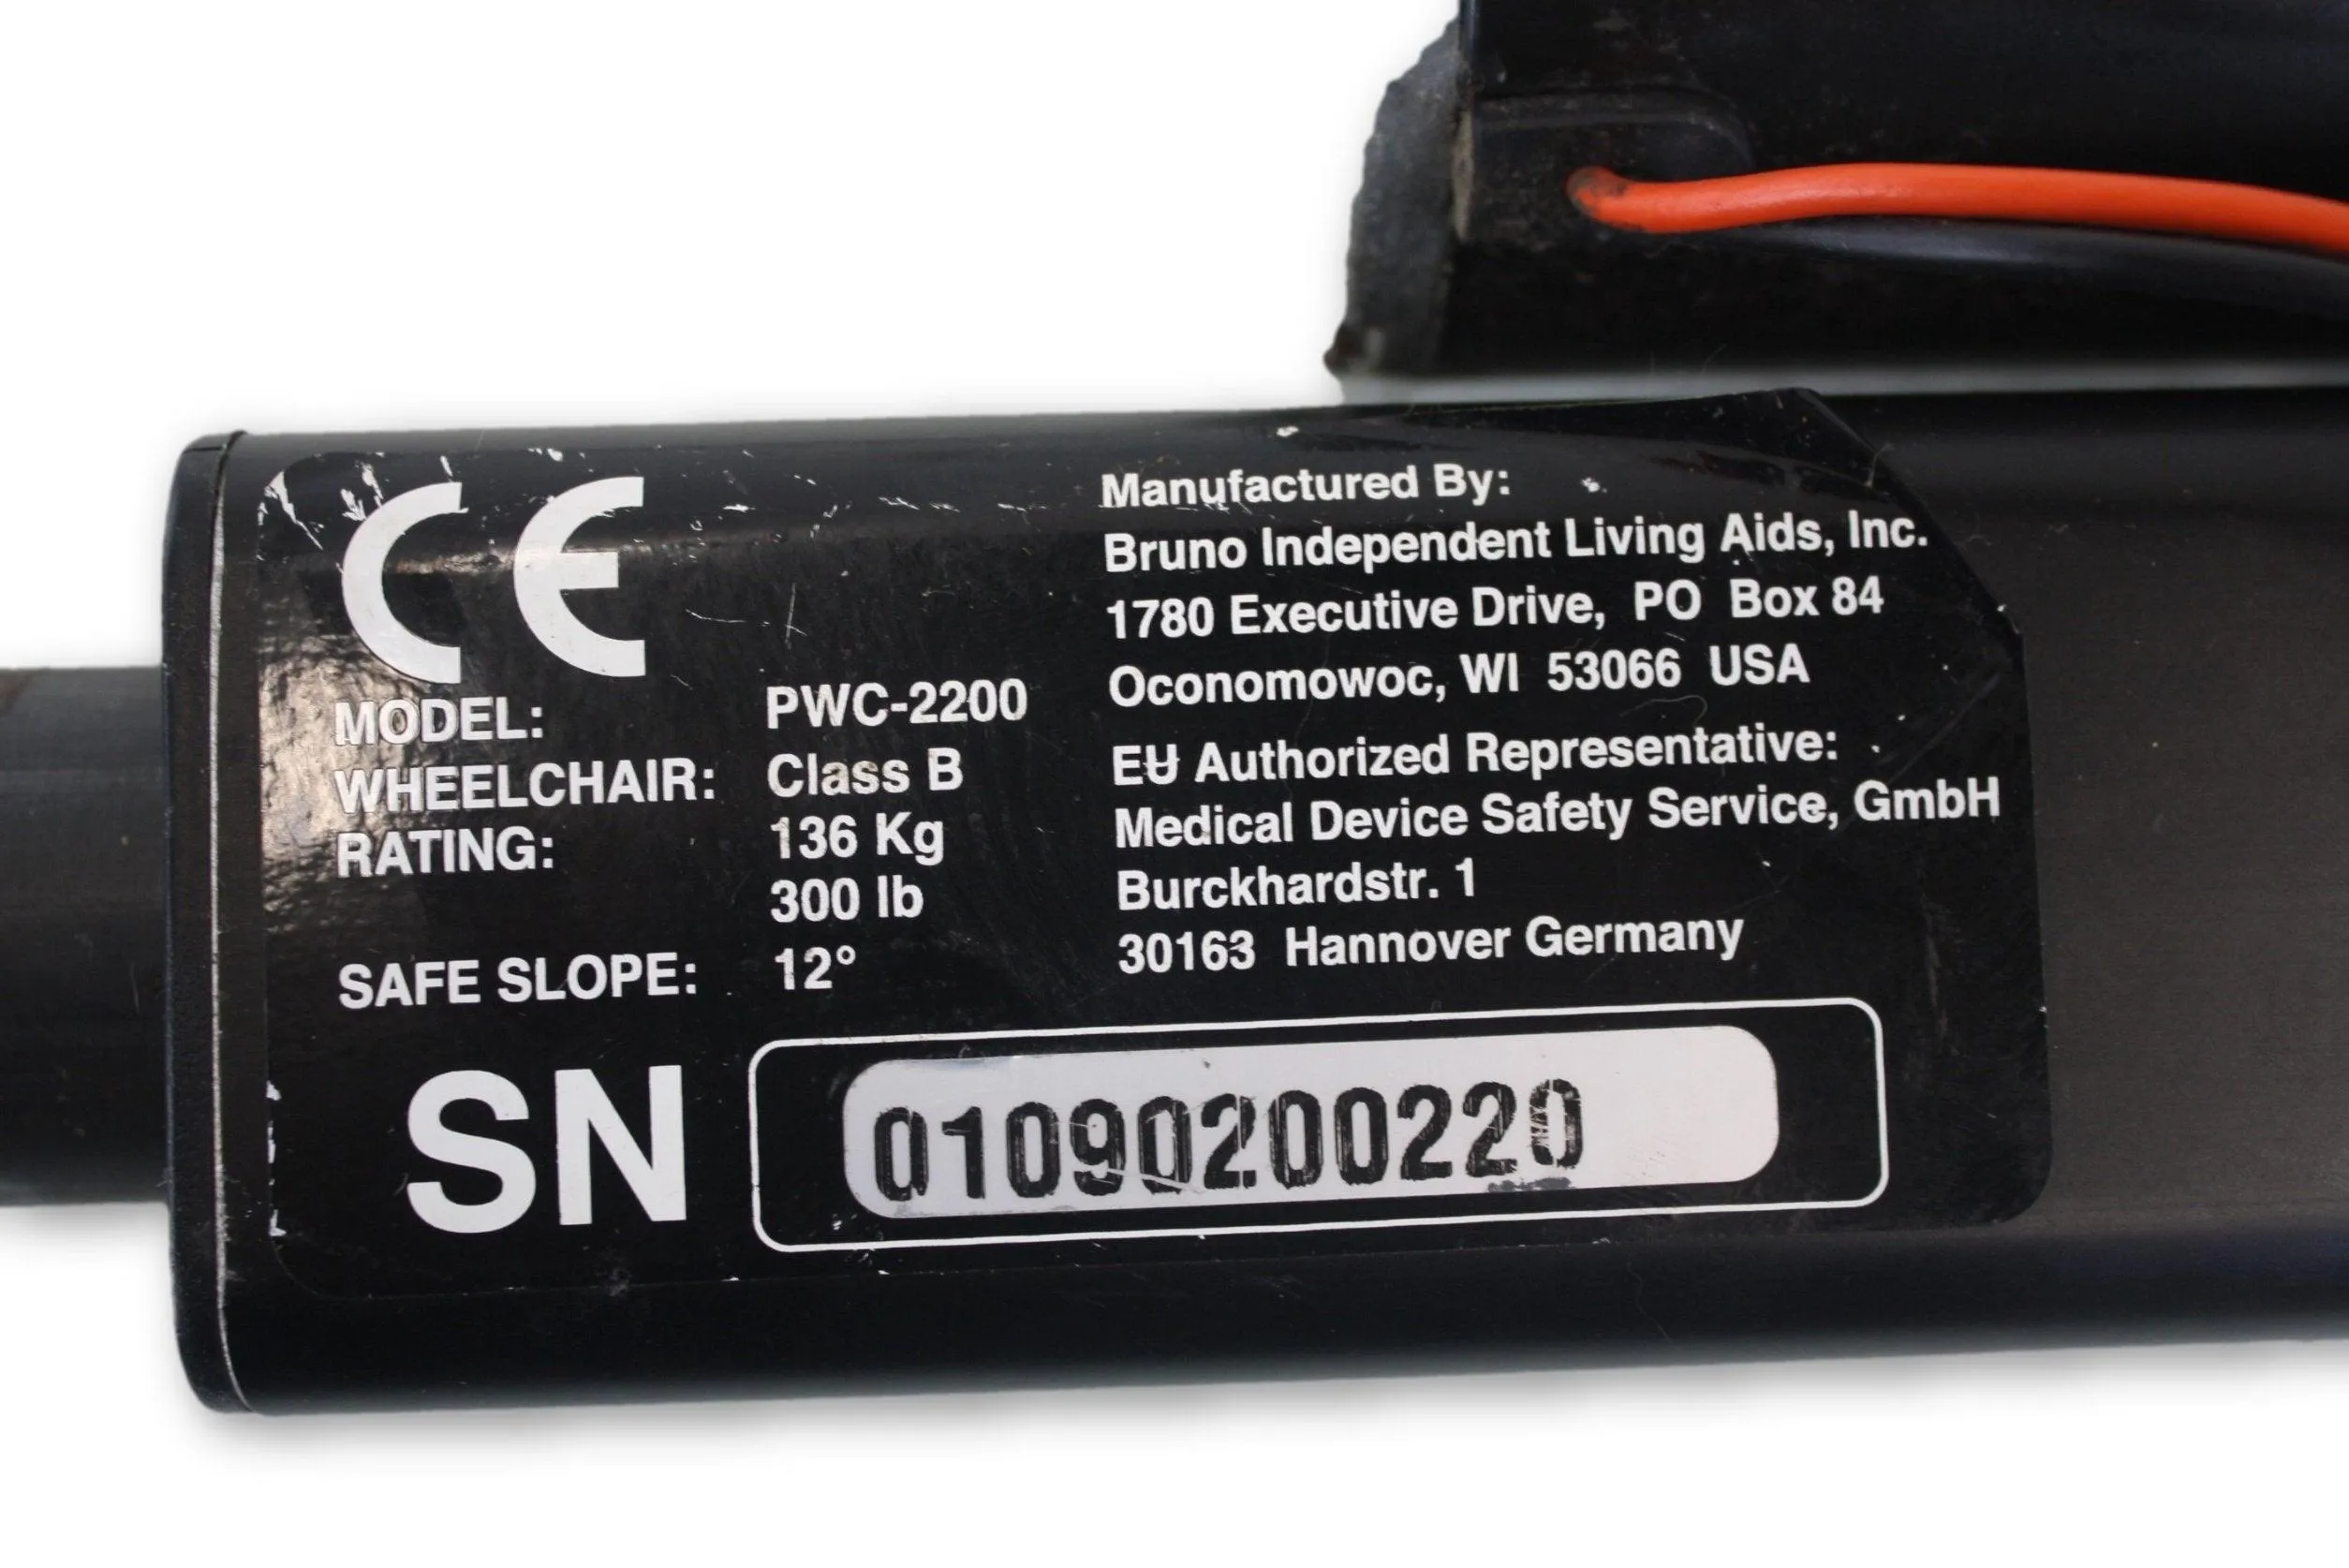 CE
MODEL: PWC-2200
WHEELCHAIR: Class B
RATING: 136 Kg
300 lb
SAFE SLOPE: 12°
Manufactured By:
Bruno Independent Living Aids, Inc.
1780 Executive Drive, PO Box 84
Oconomowoc, WI 53066 USA
EU Authorized Representative:
Medical Device Safety Service, GmbH
Burckhardstr. 1
30163 Hannover Germany
SN 01090200220